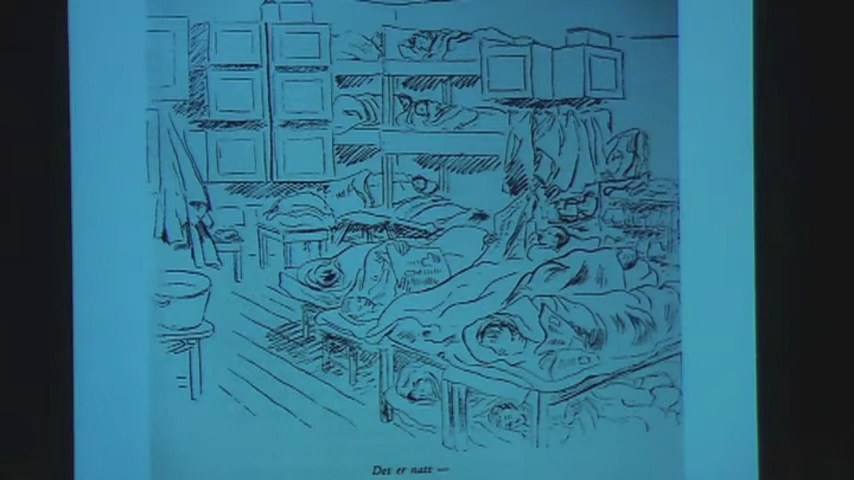 Det er natt —